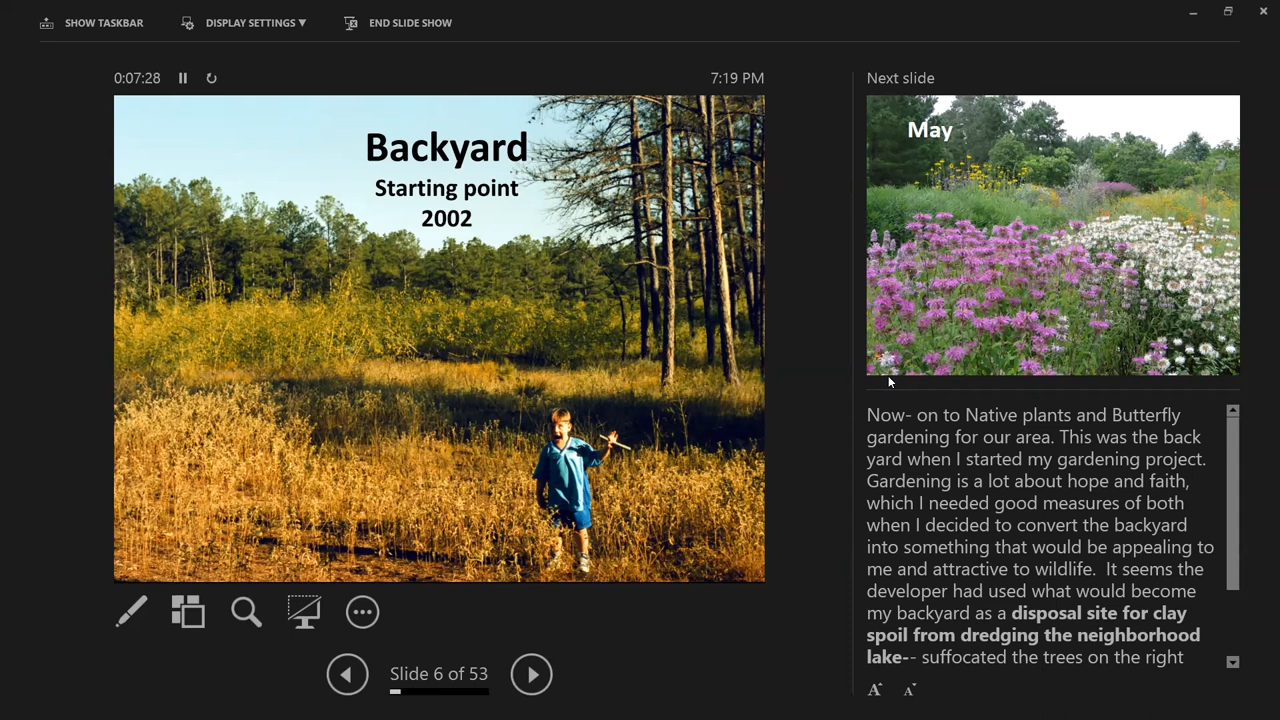 SHOW TASKBAR
DISPLAY SETTINGS ▼
END SLIDE SHOW
0:07:28
7:19 PM
Backyard
Starting point
2002
Slide 6 of 53
Next slide
May
Now- on to Native plants and Butterfly
gardening for our area. This was the back
yard when I started my gardening project.
Gardening is a lot about hope and faith,
which I needed good measures of both
when I decided to convert the backyard
into something that would be appealing to
me and attractive to wildlife.  It seems the
developer had used what would become
my backyard as a disposal site for clay
spoil from dredging the neighborhood
lake-- suffocated the trees on the right
A A